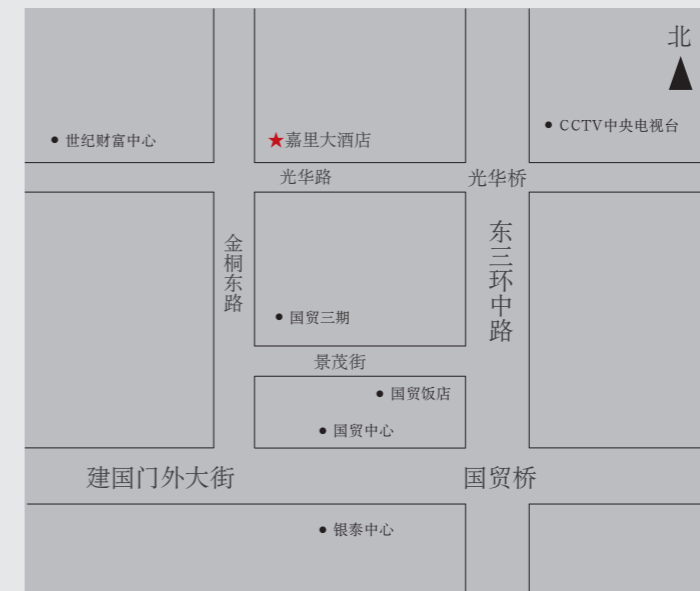 北
CCTV中央电视台
世纪财富中心
嘉里大酒店
光华路
光华桥
金桐东路
东三环中路
国贸三期
景茂街
国贸饭店
国贸中心
建国门外大街
国贸桥
银泰中心